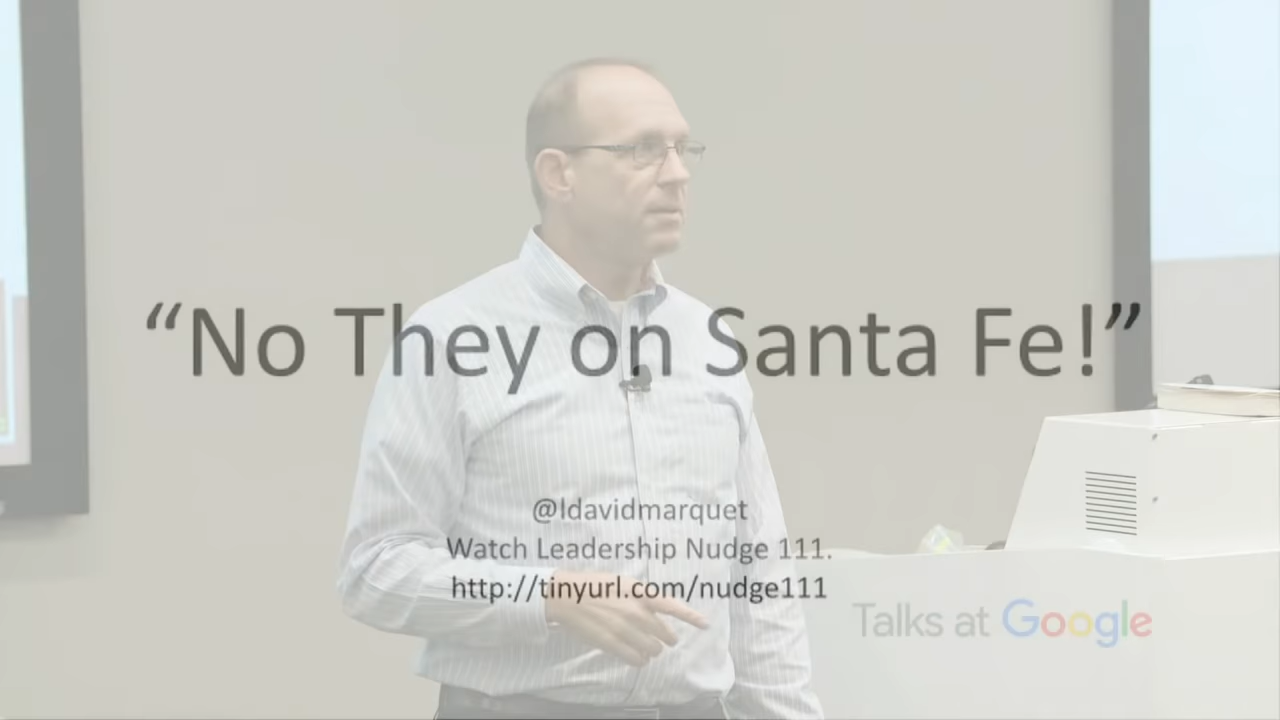 “No They on Santa Fe!”
@ldavidmarquet
Watch Leadership Nudge 111.
http://tinyurl.com/nudge111
Talks at Google